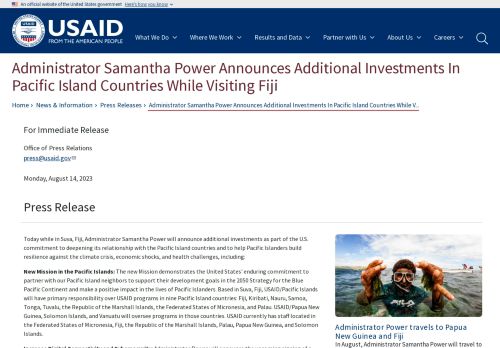 An official website of the United States government Here's how you know
USAID
FROM THE AMERICAN PEOPLE
What We Do
Where We Work
Results and Data
Partner with Us
About Us
Careers
Administrator Samantha Power Announces Additional Investments In
Pacific Island Countries While Visiting Fiji
Home › News & Information › Press Releases › Administrator Samantha Power Announces Additional Investments In Pacific Island Countries While V...
For Immediate Release
Office of Press Relations
press@usaid.gov
Monday, August 14, 2023
Press Release
Today while in Suva, Fiji, Administrator Samantha Power will announce additional investments as part of the U.S.
commitment to deepening its relationship with the Pacific Island countries and to help Pacific Islanders build
resilience against the climate crisis, economic shocks, and health challenges, including:
New Mission in the Pacific Islands: The new Mission demonstrates the United States' enduring commitment to
partner with our Pacific Island neighbors to support their development goals in the 2050 Strategy for the Blue
Pacific Continent and make a positive impact in the lives of Pacific Islanders. Based in Suva, Fiji, USAID/Pacific Islands
will have primary responsibility over USAID programs in nine Pacific Island countries: Fiji, Kiribati, Nauru, Samoa,
Tonga, Tuvalu, the Republic of the Marshall Islands, the Federated States of Micronesia, and Palau. USAID/Papua New
Guinea, Solomon Islands, and Vanuatu will oversee programs in those countries. USAID currently has staff located in
the Federated States of Micronesia, Fiji, the Republic of the Marshall Islands, Palau, Papua New Guinea, and Solomon
Islands.
Administrator Power travels to Papua
New Guinea and Fiji
In August, Administrator Samantha Power will travel to